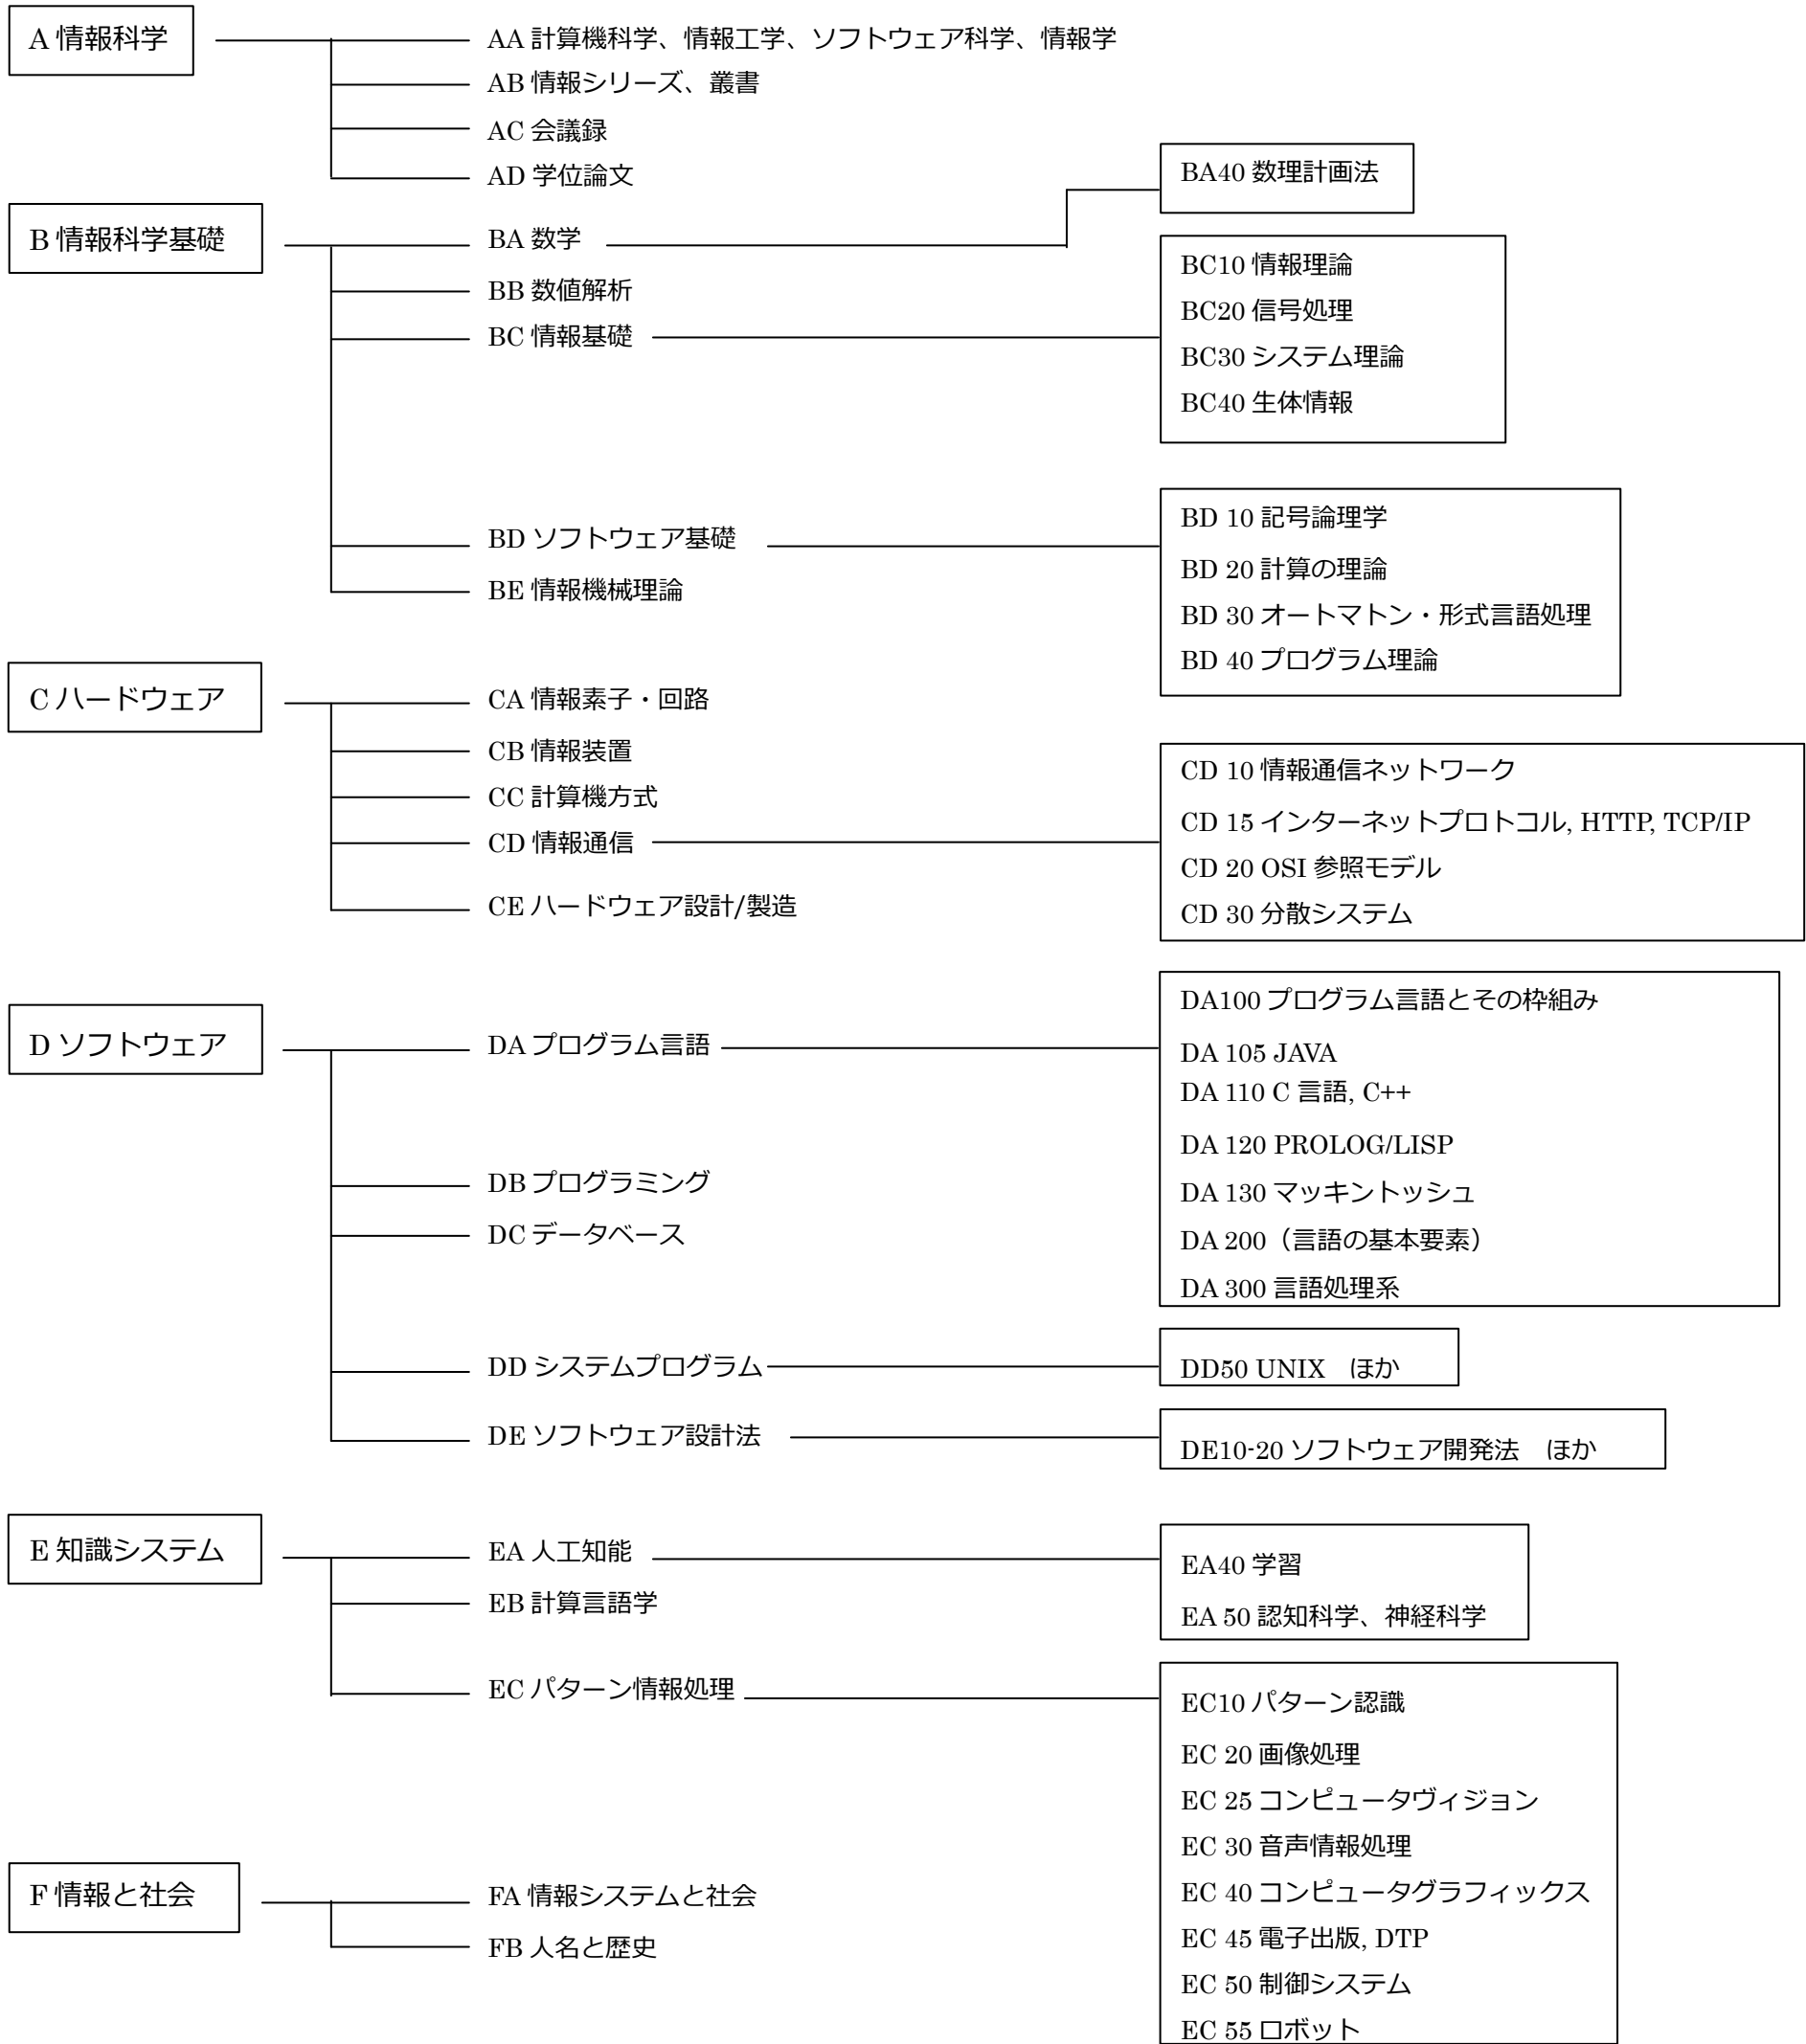 A 情報科学
AA 計算機科学、情報工学、ソフトウェア科学、情報学
AB 情報シリーズ、叢書
AC 会議録
AD 学位論文
B 情報科学基礎
BA 数学
BA40 数理計画法
BB 数値解析
BC 情報基礎
BC10 情報理論
BC20 信号処理
BC30 システム理論
BC40 生体情報
BD ソフトウェア基礎
BD 10 記号論理学
BD 20 計算の理論
BD 30 オートマトン・形式言語処理
BD 40 プログラム理論
BE 情報機械理論
C ハードウェア
CA 情報素子・回路
CB 情報装置
CC 計算機方式
CD 情報通信
CD 10 情報通信ネットワーク
CD 15 インターネットプロトコル, HTTP, TCP/IP
CD 20 OSI 参照モデル
CD 30 分散システム
CE ハードウェア設計/製造
D ソフトウェア
DA プログラム言語
DA100 プログラム言語とその枠組み
DA 105 JAVA
DA 110 C 言語, C++
DA 120 PROLOG/LISP
DA 130 マッキントッシュ
DA 200（言語の基本要素）
DA 300 言語処理系
DB プログラミング
DC データベース
DD システムプログラム
DD50 UNIX　ほか
DE ソフトウェア設計法
DE10-20 ソフトウェア開発法　ほか
E 知識システム
EA 人工知能
EA40 学習
EA 50 認知科学、神経科学
EB 計算言語学
EC パターン情報処理
EC10 パターン認識
EC 20 画像処理
EC 25 コンピュータヴィジョン
EC 30 音声情報処理
EC 40 コンピュータグラフィックス
EC 45 電子出版, DTP
EC 50 制御システム
EC 55 ロボット
F 情報と社会
FA 情報システムと社会
FB 人名と歴史